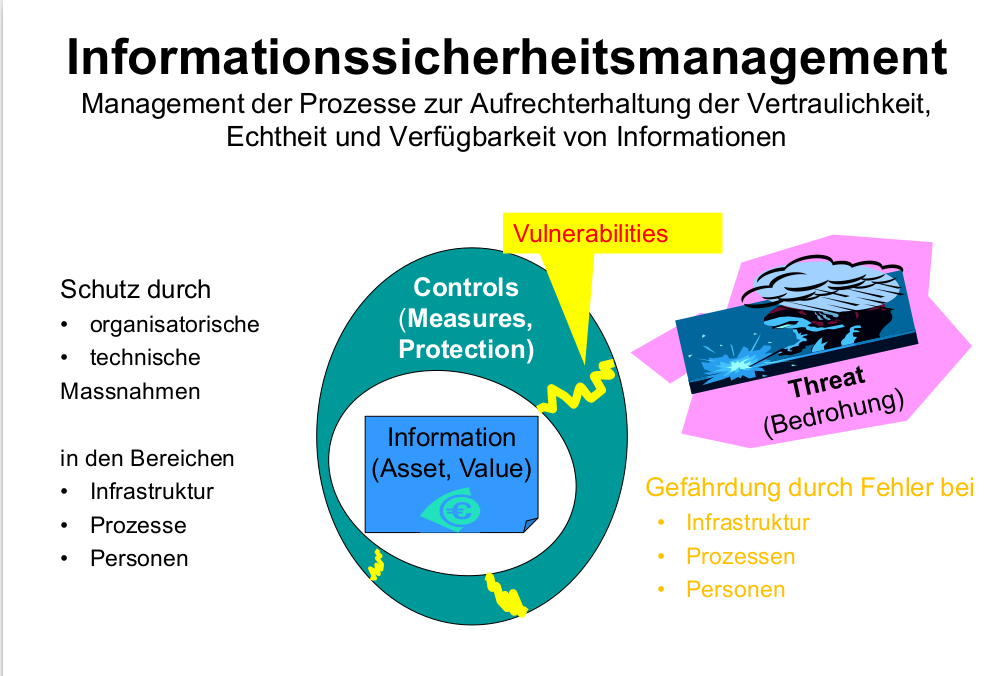 Informationssicherheitsmanagement
Management der Prozesse zur Aufrechterhaltung der Vertraulichkeit,
Echtheit und Verfügbarkeit von Informationen
Vulnerabilities
Schutz durch
• organisatorische
• technische
Massnahmen
in den Bereichen
• Infrastruktur
• Prozesse
• Personen
Controls
(Measures,
Protection)
Information
(Asset, Value)
€
Threat
(Bedrohung)
Gefährdung durch Fehler bei
• Infrastruktur
• Prozessen
• Personen